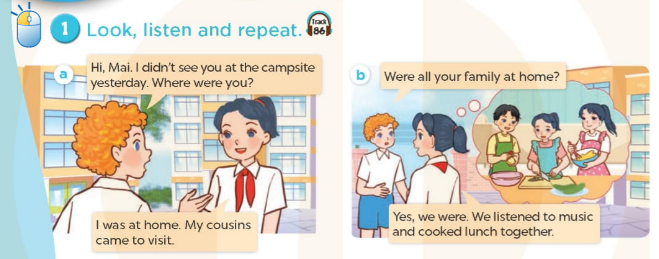 1 Look, listen and repeat. Track 86
a
Hi, Mai. I didn't see you at the campsite
yesterday. Where were you?
I was at home. My cousins
came to visit.
b
Were all your family at home?
Yes, we were. We listened to music
and cooked lunch together.